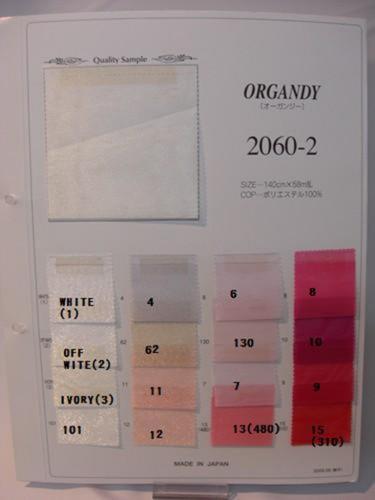 Quality Sample
ORGANDY
〔オーガンジー〕
2060-2
SIZE－140cm×58m乱
COP－ポリエステル100%
WHITE
(1)
4
6
8
OFF
WITE(2)
62
130
10
IVORY(3)
11
7
9
101
12
13(480)
15
(310)
MADE IN JAPAN